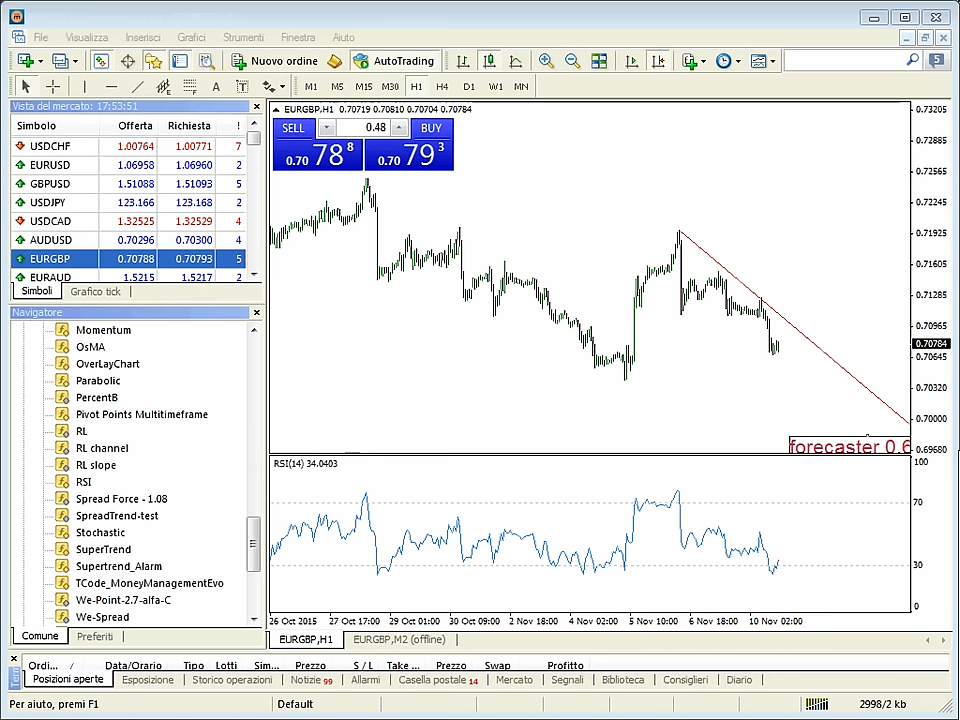 File Visualizza Inserisci Grafici Strumenti Finestra Aiuto
Nuovo ordine AutoTrading 5
A T M1 M5 M15 M30 H1 H4 D1 W1 MN
Vista del mercato: 17:53:51
Simbolo Offerta Richiesta !
USDCHF 1.00764 1.00771 7
EURUSD 1.06958 1.06960 2
GBPUSD 1.51088 1.51093 5
USDJPY 123.166 123.168 2
USDCAD 1.32525 1.32529 4
AUDUSD 0.70296 0.70300 4
EURGBP 0.70788 0.70793 5
EURAUD 1.5215 1.5217 2
Simboli Grafico tick
Navigatore
Momentum
OsMA
OverLayChart
Parabolic
PercentB
Pivot Points Multitimeframe
RL
RL channel
RL slope
RSI
Spread Force - 1.08
SpreadTrend-test
Stochastic
SuperTrend
Supertrend_Alarm
TCode_MoneyManagementEvo
We-Point-2.7-alfa-C
We-Spread
Comune Preferiti
EURGBP,H1 0.70719 0.70810 0.70704 0.70784
SELL 0.48 BUY
0.70 78 8 0.70 79 3
0.73205
0.72885
0.72565
0.72245
0.71925
0.71605
0.71285
0.70965
0.70784
0.70645
0.70320
0.70000
0.69680
forecaster 0.6
RSI(14) 34.0403
100
70
30
0
26 Oct 2015 27 Oct 17:00 29 Oct 01:00 30 Oct 09:00 2 Nov 18:00 4 Nov 02:00 5 Nov 10:00 6 Nov 18:00 10 Nov 02:00
EURGBP,H1 EURGBP,M2 (offline)
Ordi... / Data/Orario Tipo Lotti Sim... Prezzo S / L Take ... Prezzo Swap Profitto
Posizioni aperte Esposizione Storico operazioni Notizie 99 Allarmi Casella postale 14 Mercato Segnali Biblioteca Consiglieri Diario
Per aiuto, premi F1 Default 2998/2 kb